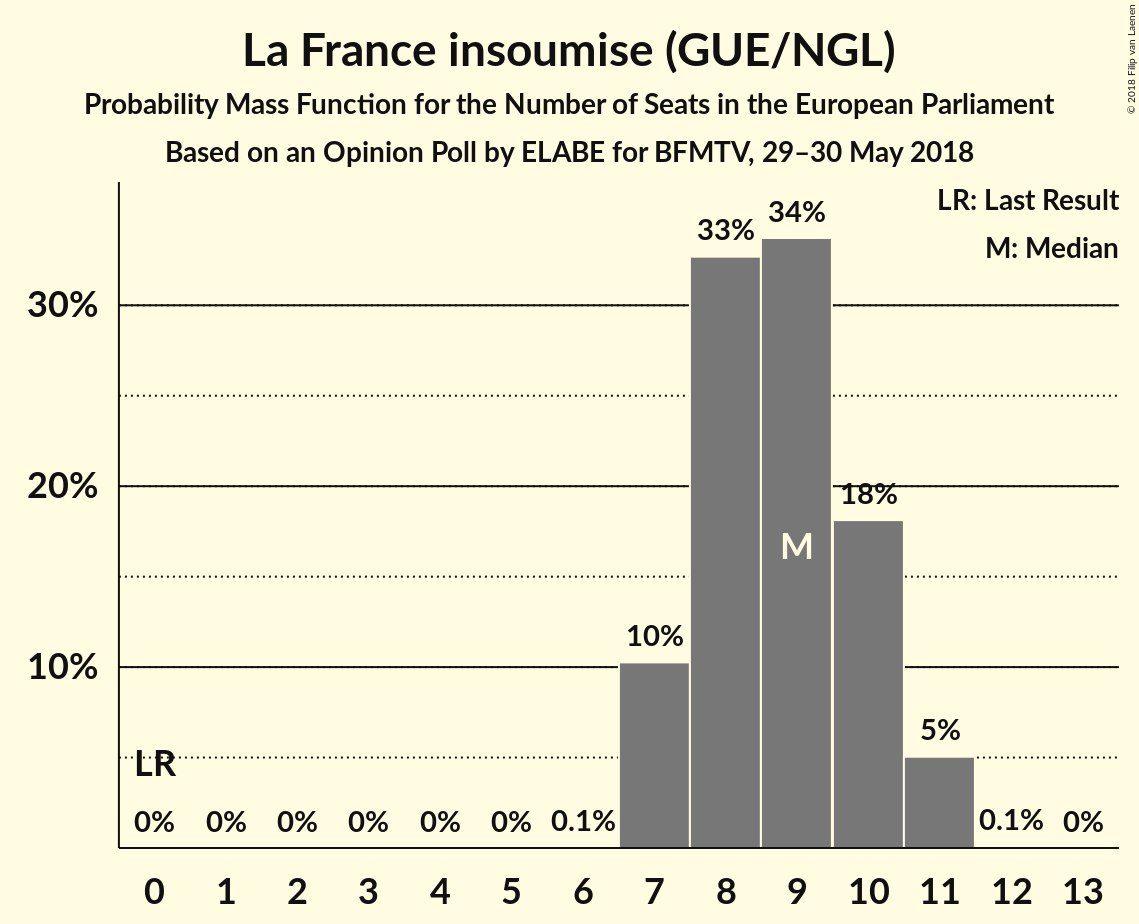 La France insoumise (GUE/NGL)
Probability Mass Function for the Number of Seats in the European Parliament
Based on an Opinion Poll by ELABE for BFMTV, 29–30 May 2018
© 2018 Filip van Laenen
LR: Last Result
M: Median
30%
20%
10%
LR
0% 0% 0% 0% 0% 0% 0.1% 10% 33% 34% 18% 5% 0.1% 0%
M
0 1 2 3 4 5 6 7 8 9 10 11 12 13